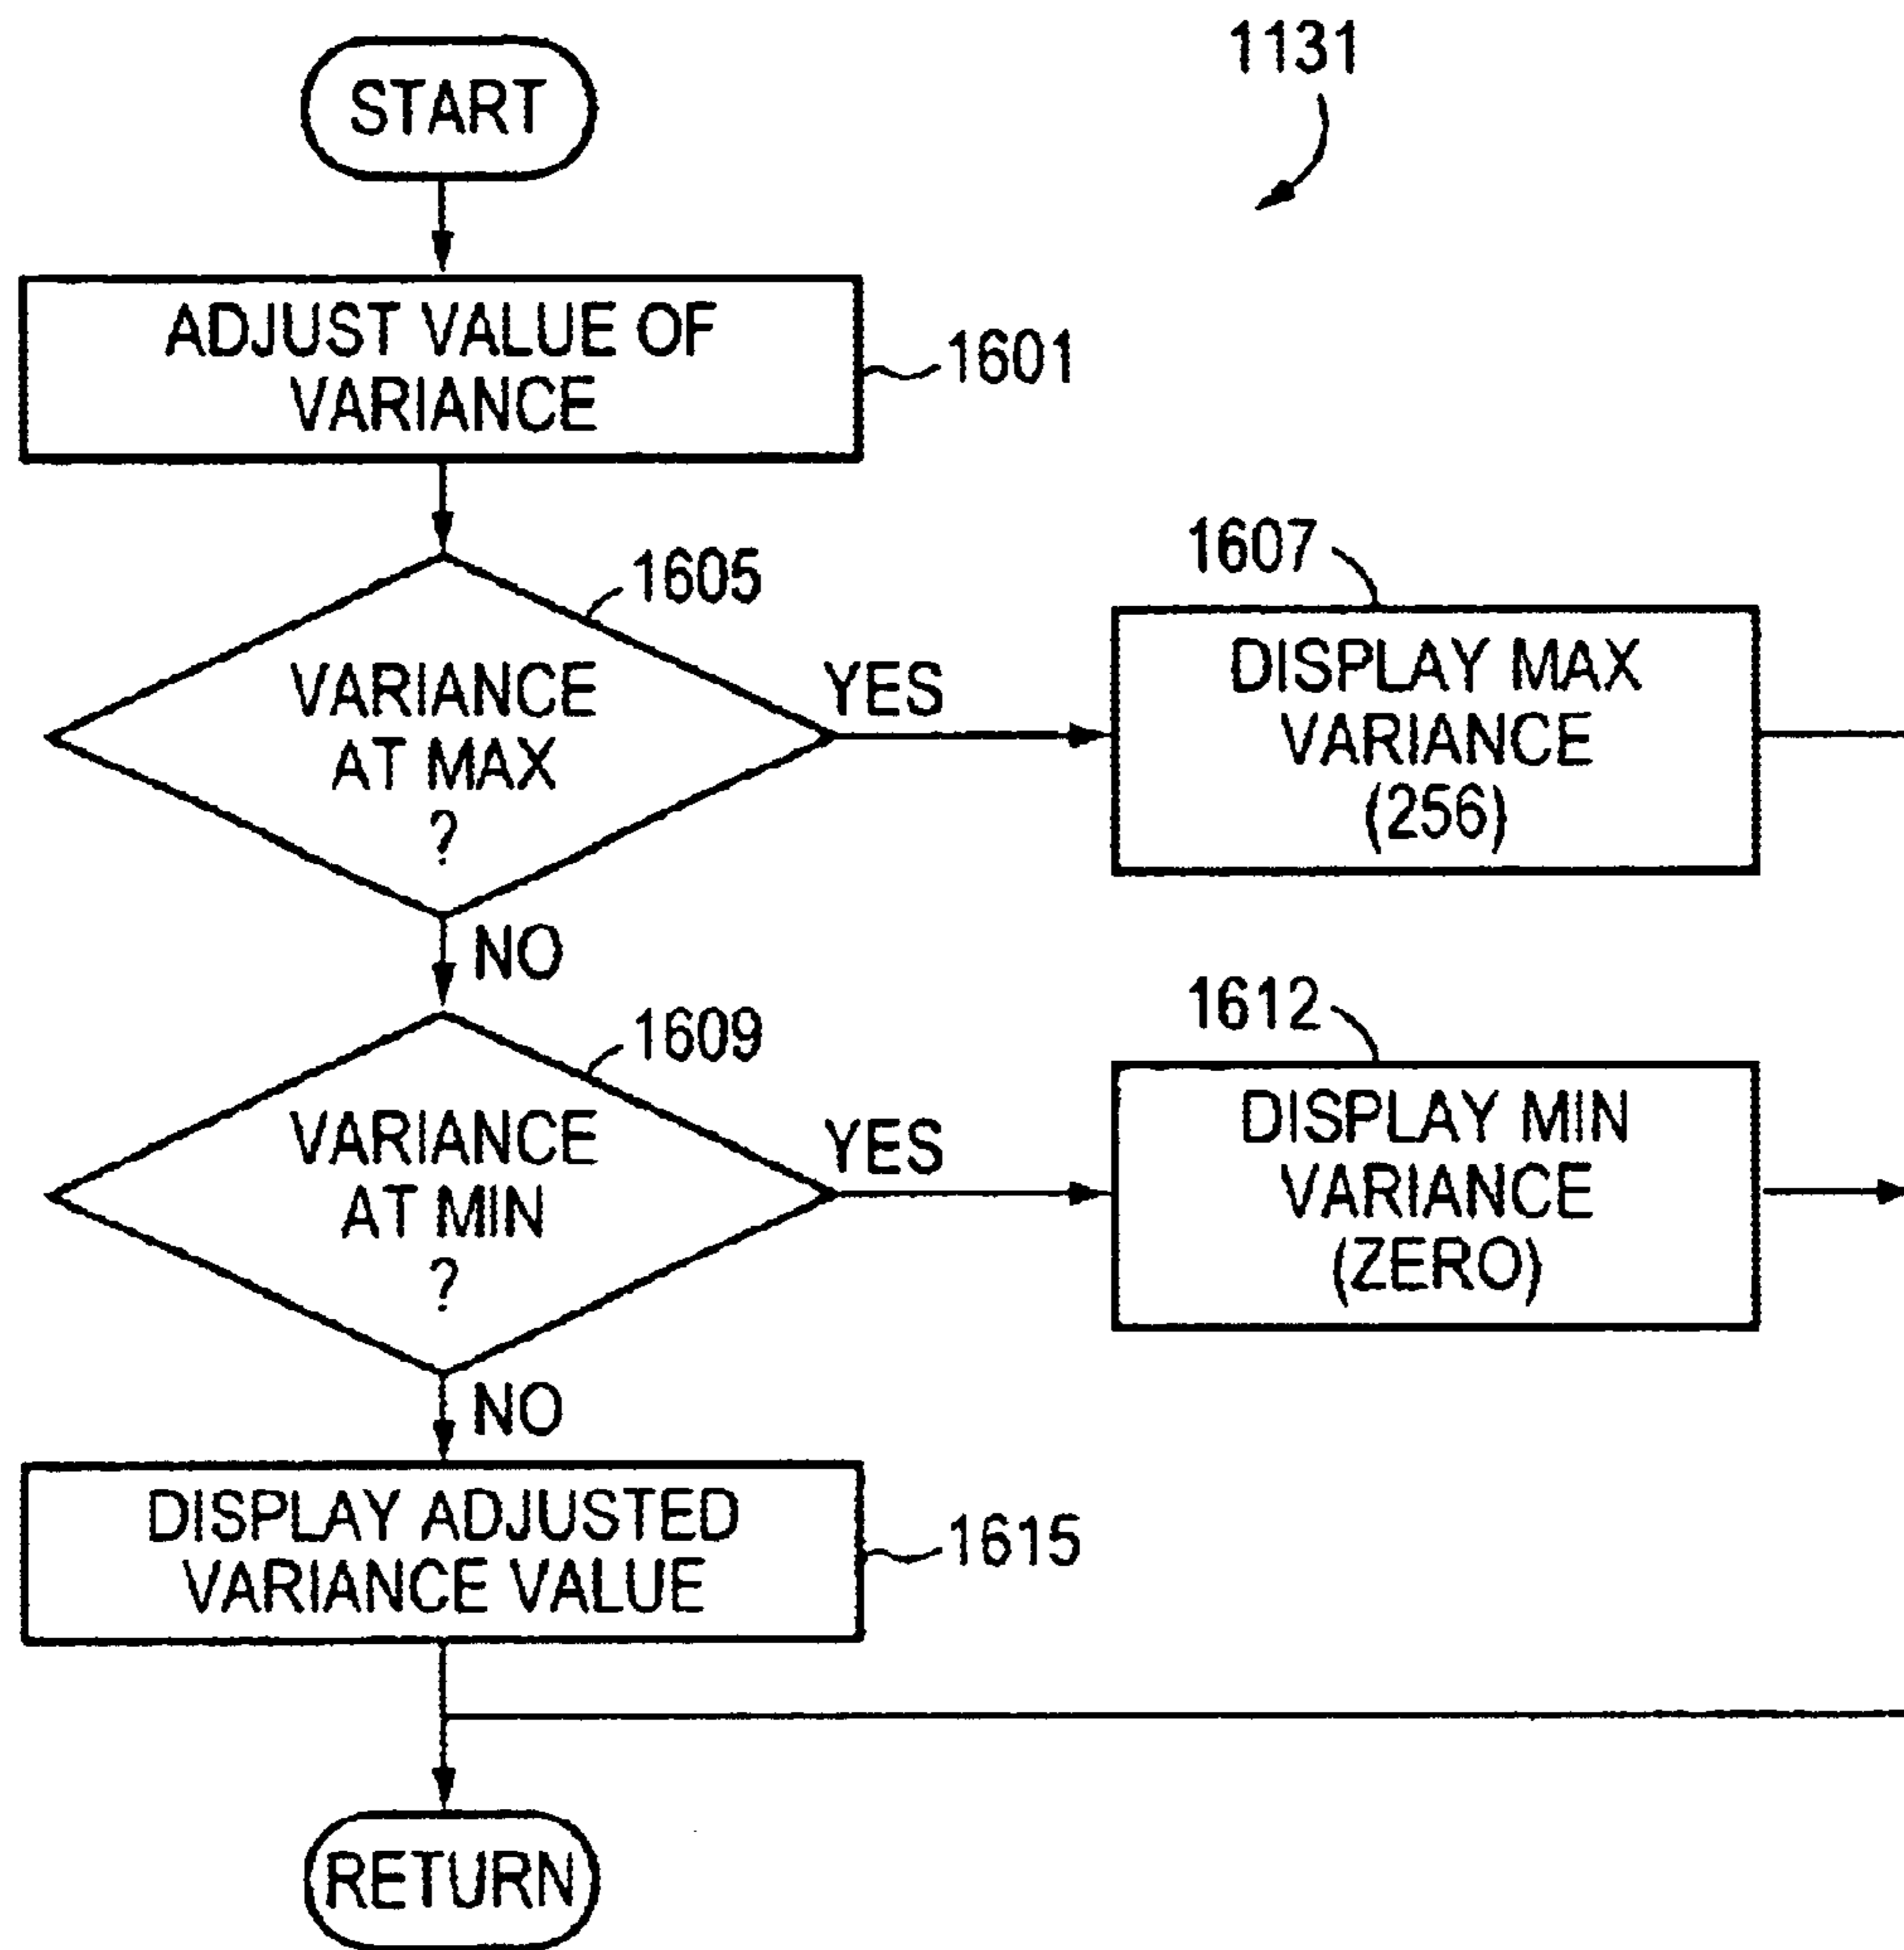 1131
START
ADJUST VALUE OF
VARIANCE
1601
1605
VARIANCE
AT MAX
?
YES
1607
DISPLAY MAX
VARIANCE
(256)
NO
1609
VARIANCE
AT MIN
?
YES
1612
DISPLAY MIN
VARIANCE
(ZERO)
NO
DISPLAY ADJUSTED
VARIANCE VALUE
1615
RETURN